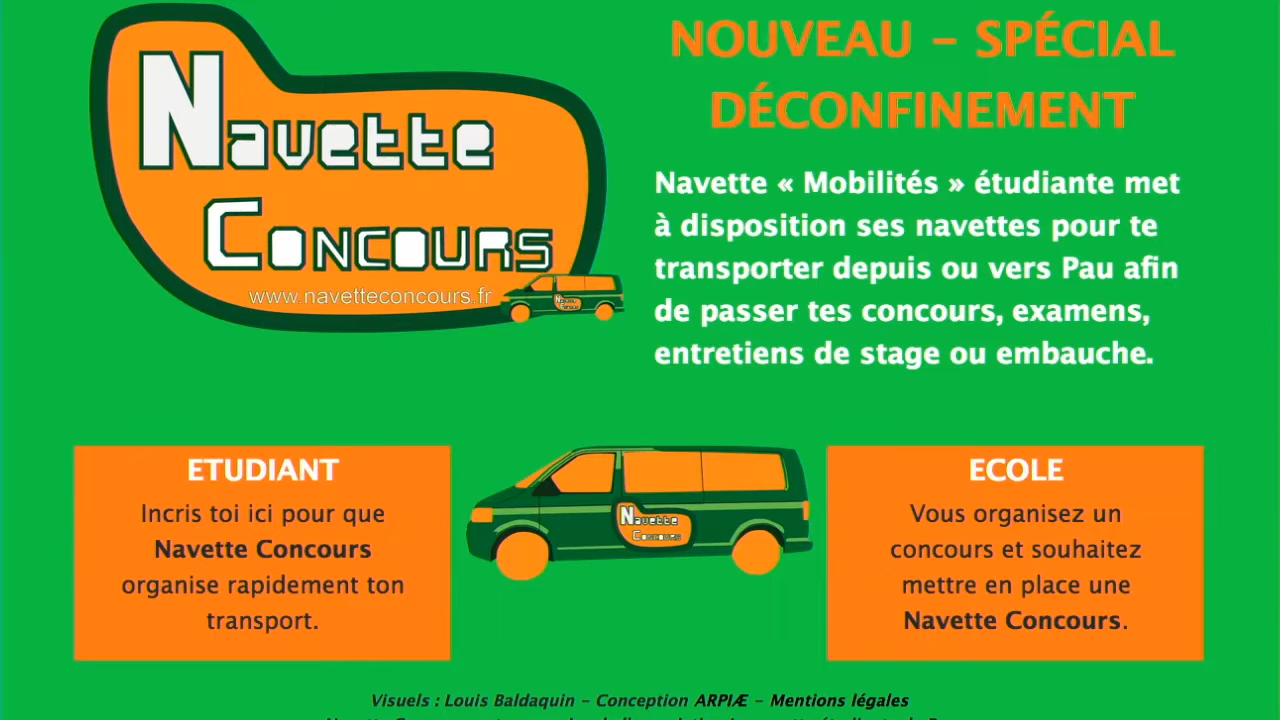 Navette
Concours
www.navetteconcours.fr
NOUVEAU – SPÉCIAL
DÉCONFINEMENT
Navette « Mobilités » étudiante met
à disposition ses navettes pour te
transporter depuis ou vers Pau afin
de passer tes concours, examens,
entretiens de stage ou embauche.
ETUDIANT
Incris toi ici pour que
Navette Concours
organise rapidement ton
transport.
Navette
Concours
ECOLE
Vous organisez un
concours et souhaitez
mettre en place une
Navette Concours.
Visuels : Louis Baldaquin – Conception ARPIÆ – Mentions légales